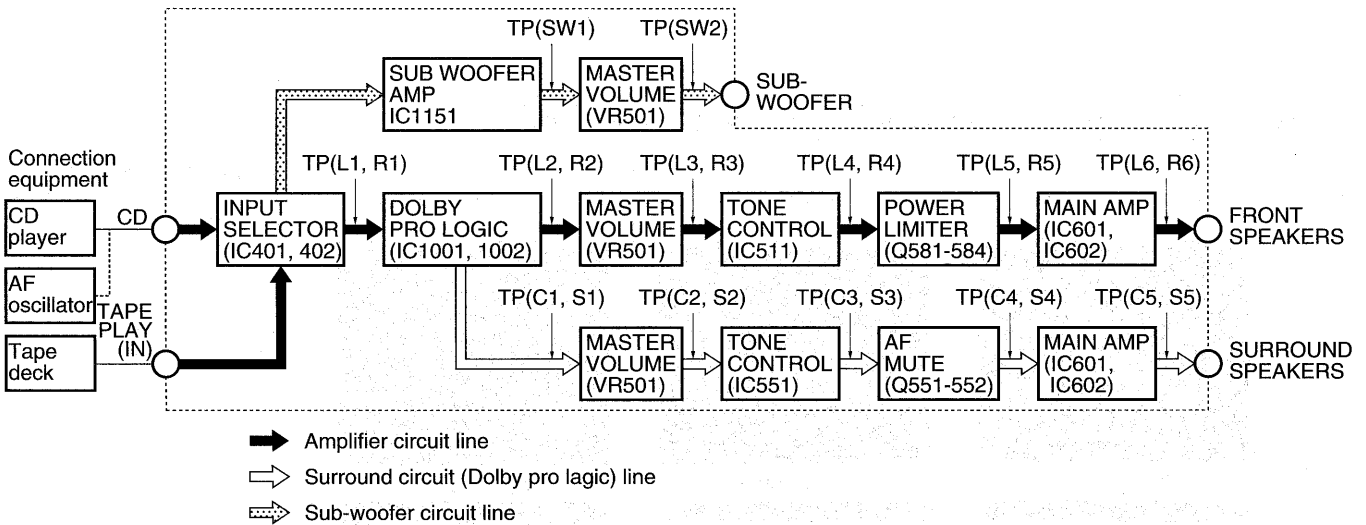 TP(SW1)
TP(SW2)
SUB WOOFER
AMP
IC1151
MASTER
VOLUME
(VR501)
SUB-
WOOFER
Connection
equipment
TP(L1, R1)
TP(L2, R2)
TP(L3, R3)
TP(L4, R4)
TP(L5, R5)
TP(L6, R6)
CD
player
CD
INPUT
SELECTOR
(IC401, 402)
DOLBY
PRO LOGIC
(IC1001, 1002)
MASTER
VOLUME
(VR501)
TONE
CONTROL
(IC511)
POWER
LIMITER
(Q581-584)
MAIN AMP
(IC601,
IC602)
FRONT
SPEAKERS
AF
oscillator
TAPE
PLAY
(IN)
Tape
deck
TP(C1, S1)
TP(C2, S2)
TP(C3, S3)
TP(C4, S4)
TP(C5, S5)
MASTER
VOLUME
(VR501)
TONE
CONTROL
(IC551)
AF
MUTE
(Q551-552)
MAIN AMP
(IC601,
IC602)
SURROUND
SPEAKERS
Amplifier circuit line
Surround circuit (Dolby pro lagic) line
Sub-woofer circuit line